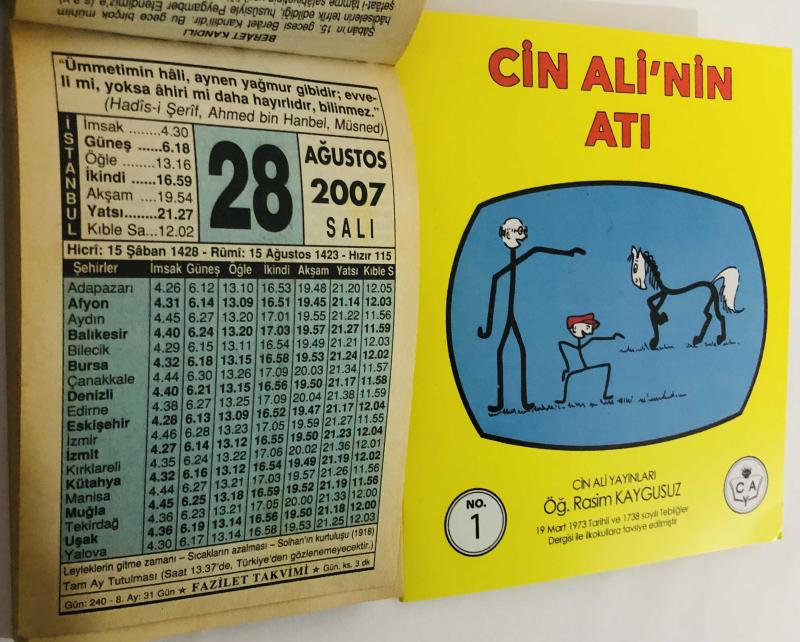 BERÂET KANDİLİ
Şâbân'ın 15. gecesi Berâet Kandili'dir. Bu gece birçok mühim
"Ümmetimin hâli, aynen yağmur gibidir; evve-
li mi, yoksa âhiri mi daha hayırlıdır, bilinmez."
(Hadîs-i Şerîf, Ahmed bin Hanbel, Müsned)
İSTANBUL
İmsak ........4.30
Güneş ......6.18
Öğle ........13.16
İkindi ......16.59
Akşam ....19.54
Yatsı........21.27
Kıble Sa...12.02
28
AĞUSTOS
2007
SALI
Hicrî: 15 Şâban 1428 - Rûmî: 15 Ağustos 1423 - Hızır 115
Şehirler İmsak Güneş Öğle İkindi Akşam Yatsı Kıble S
Adapazarı 4.26 6.12 13.10 16.53 19.48 21.20 12.05
Afyon 4.31 6.14 13.09 16.51 19.45 21.14 12.03
Aydın 4.45 6.27 13.20 17.01 19.55 21.22 11.56
Balıkesir 4.40 6.24 13.20 17.03 19.57 21.27 11.59
Bilecik 4.29 6.15 13.11 16.54 19.49 21.21 12.03
Bursa 4.32 6.18 13.15 16.58 19.53 21.24 12.02
Çanakkale 4.44 6.30 13.26 17.09 20.03 21.34 11.57
Denizli 4.40 6.21 13.15 16.56 19.50 21.17 11.58
Edirne 4.38 6.27 13.25 17.09 20.04 21.38 11.59
Eskişehir 4.28 6.13 13.09 16.52 19.47 21.17 12.04
İzmir 4.46 6.28 13.23 17.05 19.59 21.27 11.55
İzmit 4.27 6.14 13.12 16.55 19.50 21.23 12.04
Kırklareli 4.35 6.24 13.22 17.06 20.02 21.36 12.01
Kütahya 4.32 6.16 13.12 16.54 19.49 21.19 12.02
Manisa 4.44 6.27 13.21 17.03 19.57 21.26 11.56
Muğla 4.45 6.25 13.18 16.59 19.52 21.19 11.56
Tekirdağ 4.36 6.23 13.21 17.05 20.00 21.33 12.00
Uşak 4.36 6.19 13.14 16.56 19.50 21.18 12.00
Yalova 4.30 6.17 13.14 16.58 19.53 21.25 12.03
Leyleklerin gitme zamanı – Sıcakların azalması – Solhan'ın kurtuluşu (1918)
Tam Ay Tutulması (Saat 13.37'de, Türkiye'den gözlenemeyecektir.)
Gün: 240 - 8. Ay: 31 Gün ★ FAZİLET TAKVİMİ ★ Gün. ks. 3 dk
CİN ALİ'NİN
ATI
CİN ALİ YAYINLARI
Öğ. Rasim KAYGUSUZ
19 Mart 1973 Tarihli ve 1738 sayılı Tebliğler
Dergisi ile ilkokullara tavsiye edilmiştir
NO.
1
C A
Y